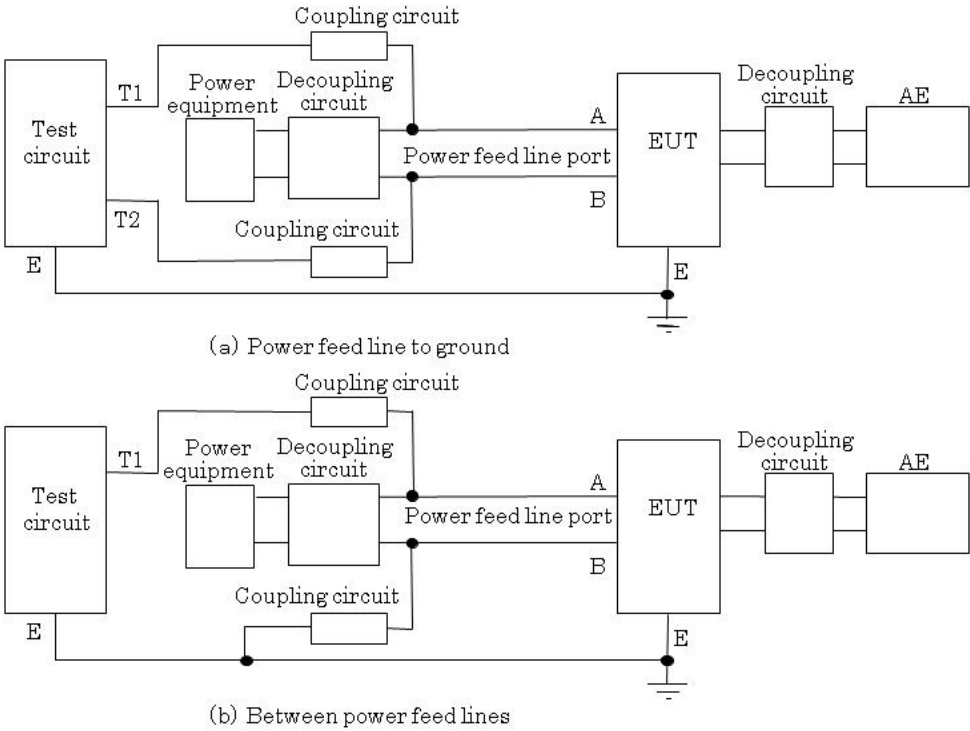 Coupling circuit
T1
Power
equipment
Decoupling
circuit
Test
circuit
A
Power feed line port
B
EUT
Decoupling
circuit
AE
T2
Coupling circuit
E
E
(a) Power feed line to ground
Coupling circuit
T1
Power
equipment
Decoupling
circuit
Test
circuit
A
Power feed line port
B
EUT
Decoupling
circuit
AE
Coupling circuit
E
E
(b) Between power feed lines